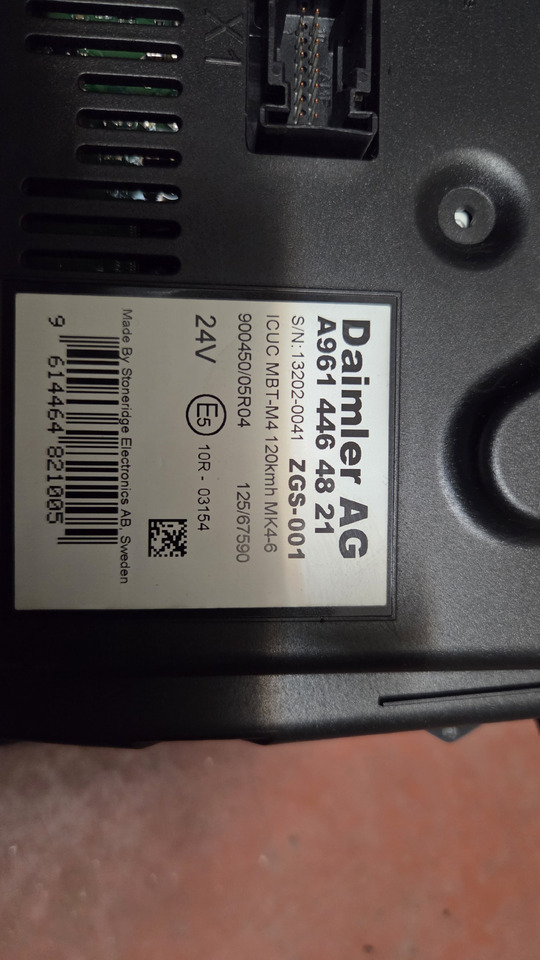 X1
Daimler AG
A961 446 48 21
S/N:13202-0041 ZGS-001
ICUC MBT-M4 120kmh MK4-6
900450/05R04 125/67590
24V E5 10R - 03154
Made By Stoneridge Electronics AB, Sweden
9 614464 821005